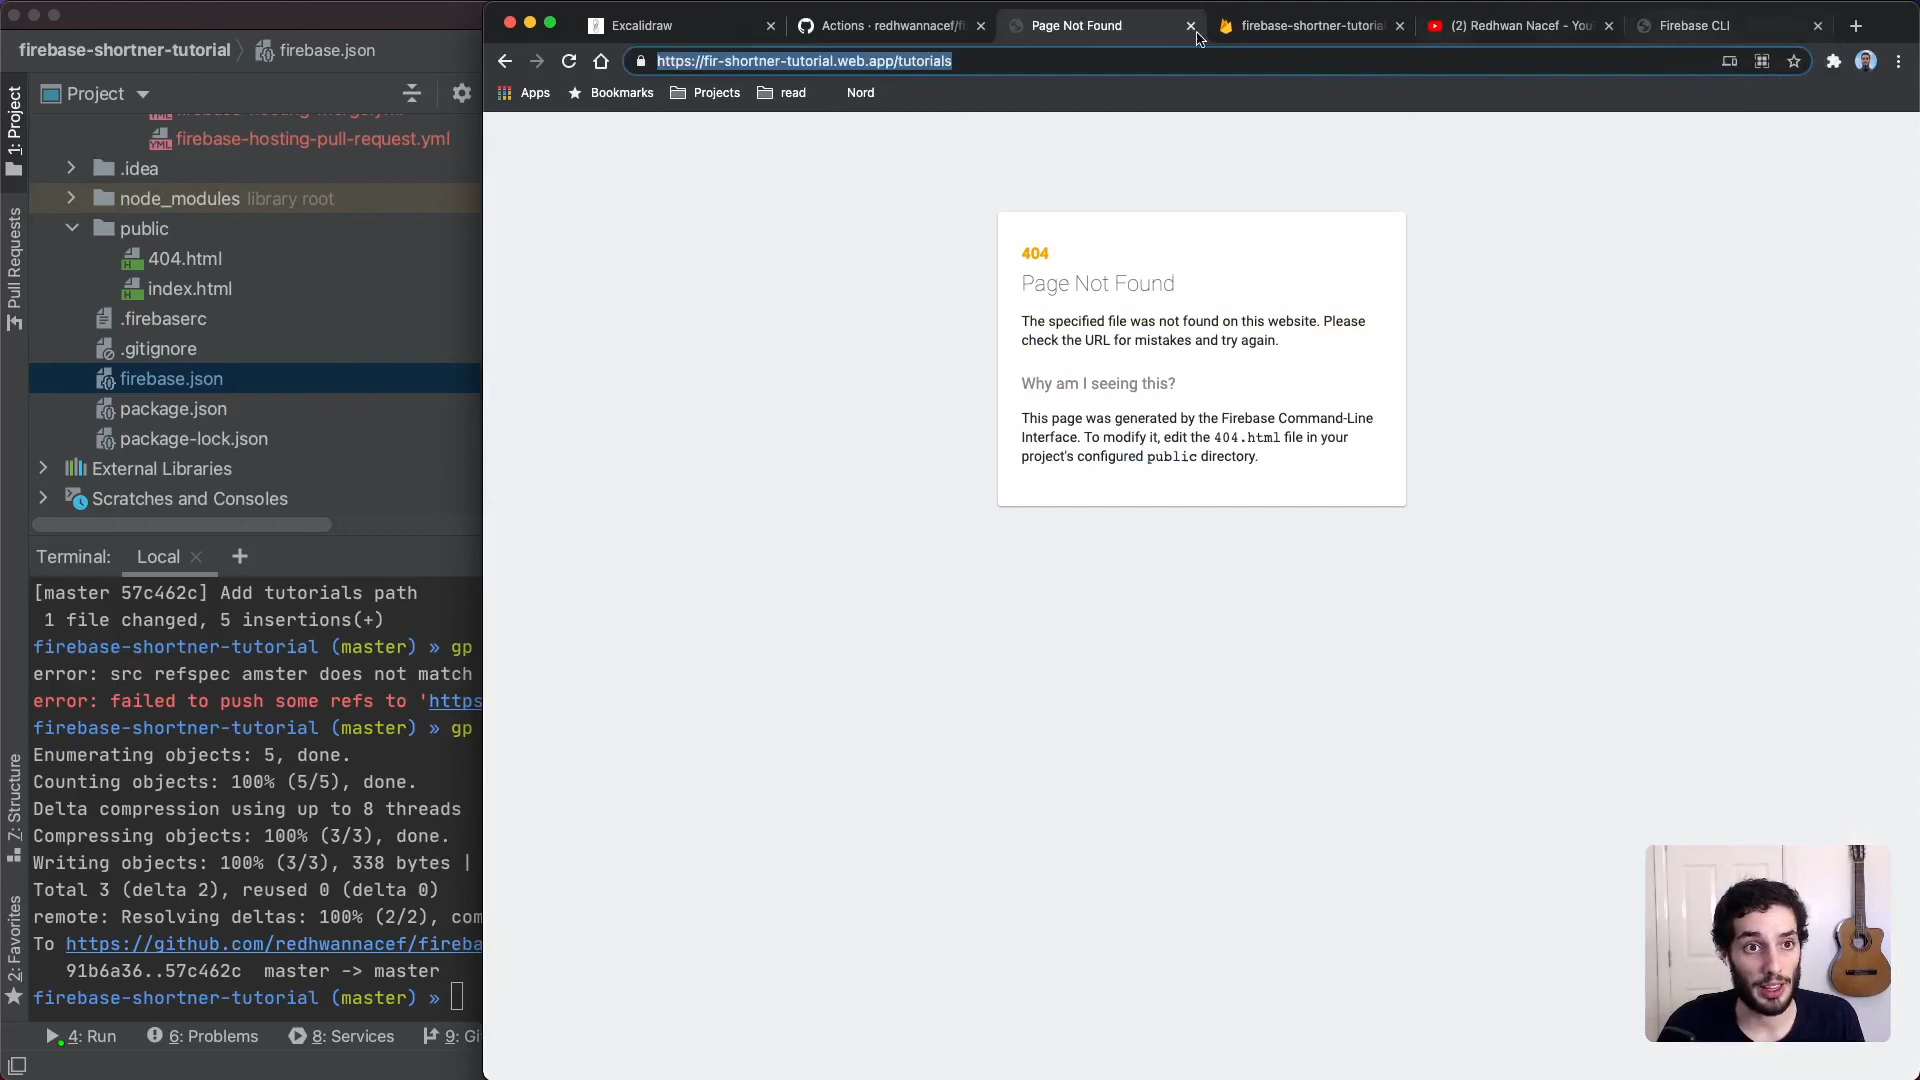 firebase-shortner-tutorial
firebase.json
Project
firebase-hosting-pull-request.yml
.idea
node_modules library root
public
404.html
index.html
.firebaserc
.gitignore
firebase.json
package.json
package-lock.json
External Libraries
Scratches and Consoles
1: Project
Pull Requests
7: Structure
2: Favorites
Terminal: Local
[master 57c462c] Add tutorials path
1 file changed, 5 insertions(+)
firebase-shortner-tutorial (master) » gp
error: src refspec amster does not match
error: failed to push some refs to 'https
firebase-shortner-tutorial (master) » gp
Enumerating objects: 5, done.
Counting objects: 100% (5/5), done.
Delta compression using up to 8 threads
Compressing objects: 100% (3/3), done.
Writing objects: 100% (3/3), 338 bytes |
Total 3 (delta 2), reused 0 (delta 0)
remote: Resolving deltas: 100% (2/2), com
To https://github.com/redhwannacef/fireba
91b6a36..57c462c master -> master
firebase-shortner-tutorial (master) »
4: Run 6: Problems 8: Services 9: Gi
Excalidraw
Actions · redhwannacef/fi
Page Not Found
firebase-shortner-tutorial
(2) Redhwan Nacef - You
Firebase CLI
https://fir-shortner-tutorial.web.app/tutorials
Apps Bookmarks Projects read Nord
404
Page Not Found
The specified file was not found on this website. Please
check the URL for mistakes and try again.
Why am I seeing this?
This page was generated by the Firebase Command-Line
Interface. To modify it, edit the 404.html file in your
project's configured public directory.